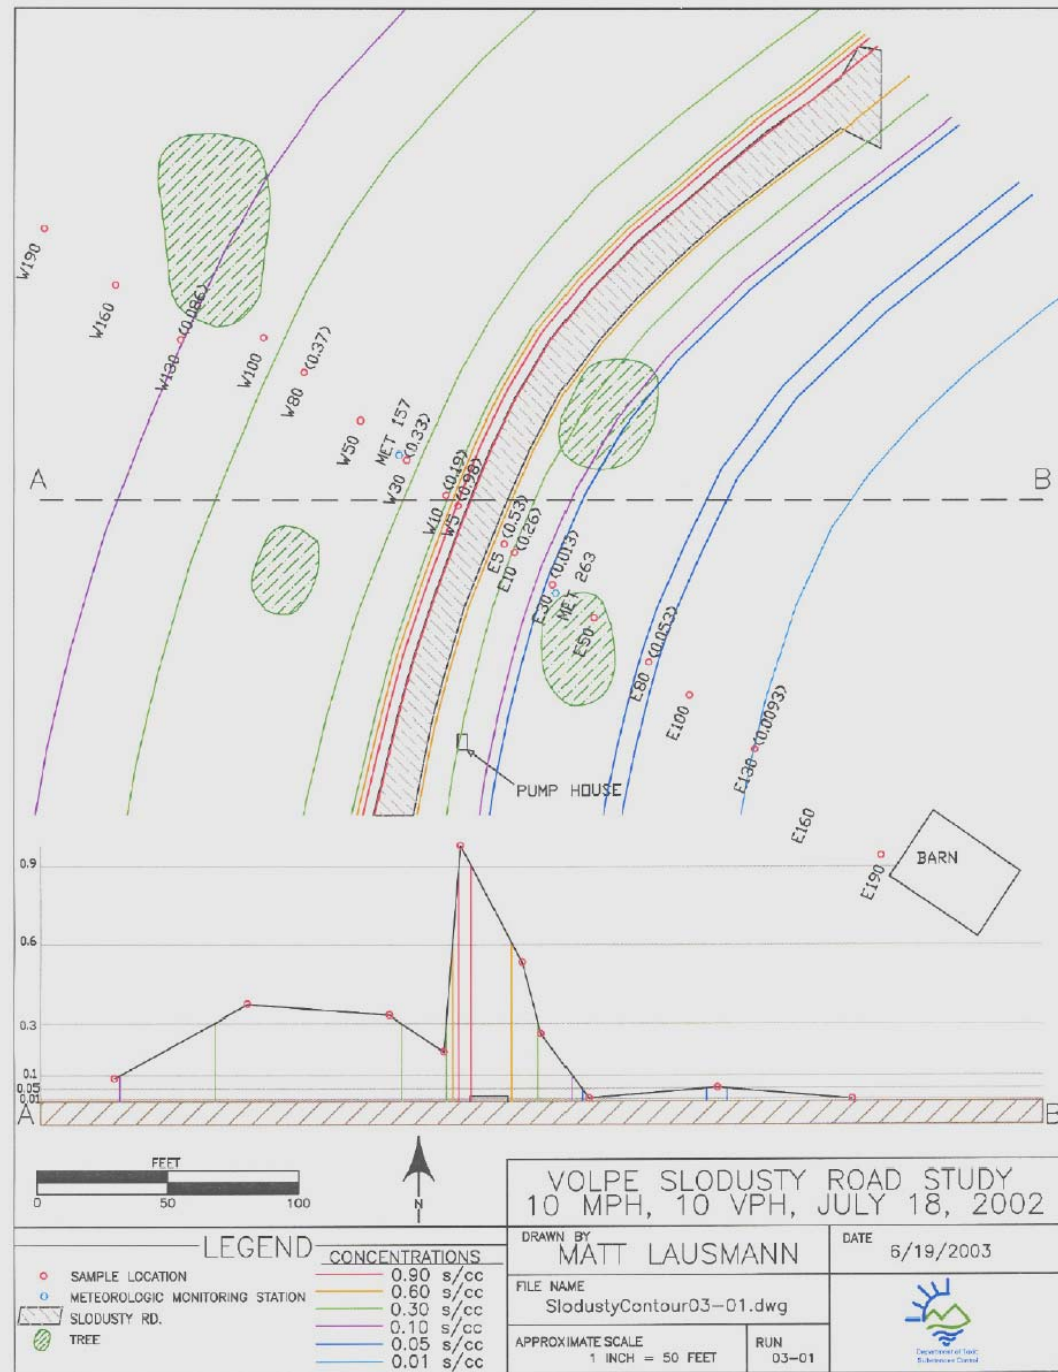 W190
W160
W130 (0.086)
W100
W80 (0.37)
W50
MET 157
W30 (0.33)
A
B
W10 (0.19)
W5 (0.98)
E5 (0.53)
E10 (0.26)
E30 (0.013)
MET 263
E50
E80 (0.053)
E100
E130 (0.0093)
PUMP HOUSE
E160
E190
BARN
0.9
0.6
0.3
0.1
0.05
0.01
A
B
FEET
0 50 100
N
VOLPE SLODUSTY ROAD STUDY
10 MPH, 10 VPH, JULY 18, 2002
LEGEND
SAMPLE LOCATION
METEOROLOGIC MONITORING STATION
SLODUSTY RD.
TREE
CONCENTRATIONS
0.90 s/cc
0.60 s/cc
0.30 s/cc
0.10 s/cc
0.05 s/cc
0.01 s/cc
DRAWN BY
MATT LAUSMANN
DATE
6/19/2003
FILE NAME
SlodustyContour03-01.dwg
APPROXIMATE SCALE
1 INCH = 50 FEET
RUN
03-01
Department of Toxic
Substances Control